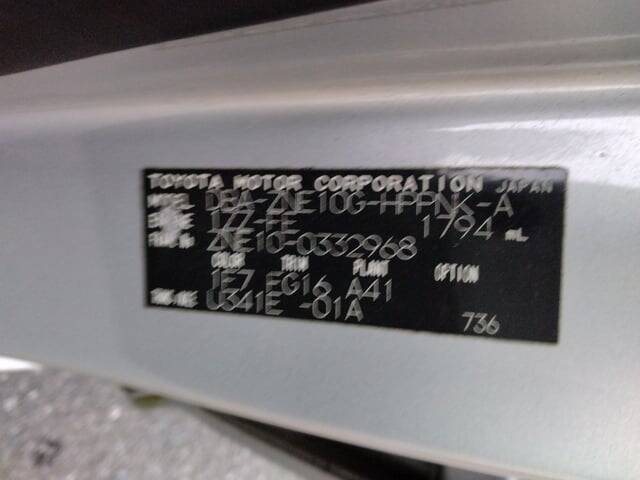 TOYOTA MOTOR CORPORATION JAPAN
MODEL DBA-ZNE10G-HPPNK-A
ENGINE 1ZZ-FE 1794 mL
FRAME No. ZNE10-0332968
COLOR TRIM PLANT OPTION
1E7 EG16 A41
TRANS./AXLE U341E -01A
736